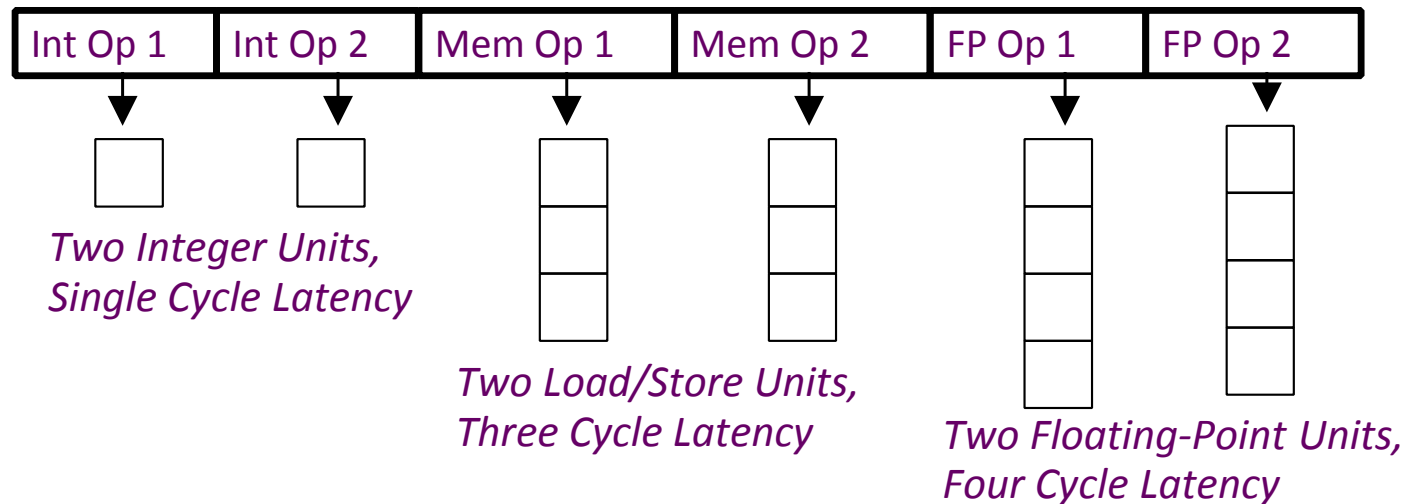 Int Op 1 Int Op 2 Mem Op 1 Mem Op 2 FP Op 1 FP Op 2
Two Integer Units,
Single Cycle Latency
Two Load/Store Units,
Three Cycle Latency
Two Floating-Point Units,
Four Cycle Latency